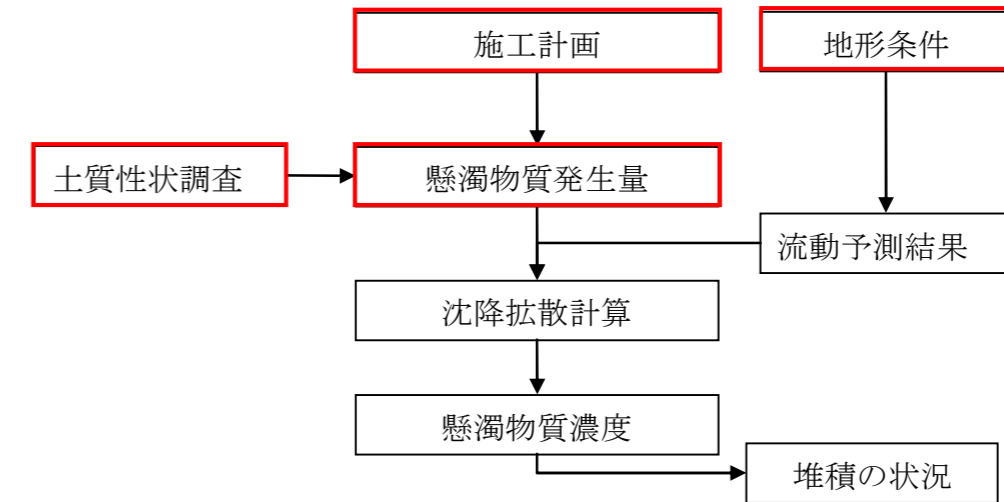 施工計画
地形条件
土質性状調査
懸濁物質発生量
流動予測結果
沈降拡散計算
懸濁物質濃度
堆積の状況